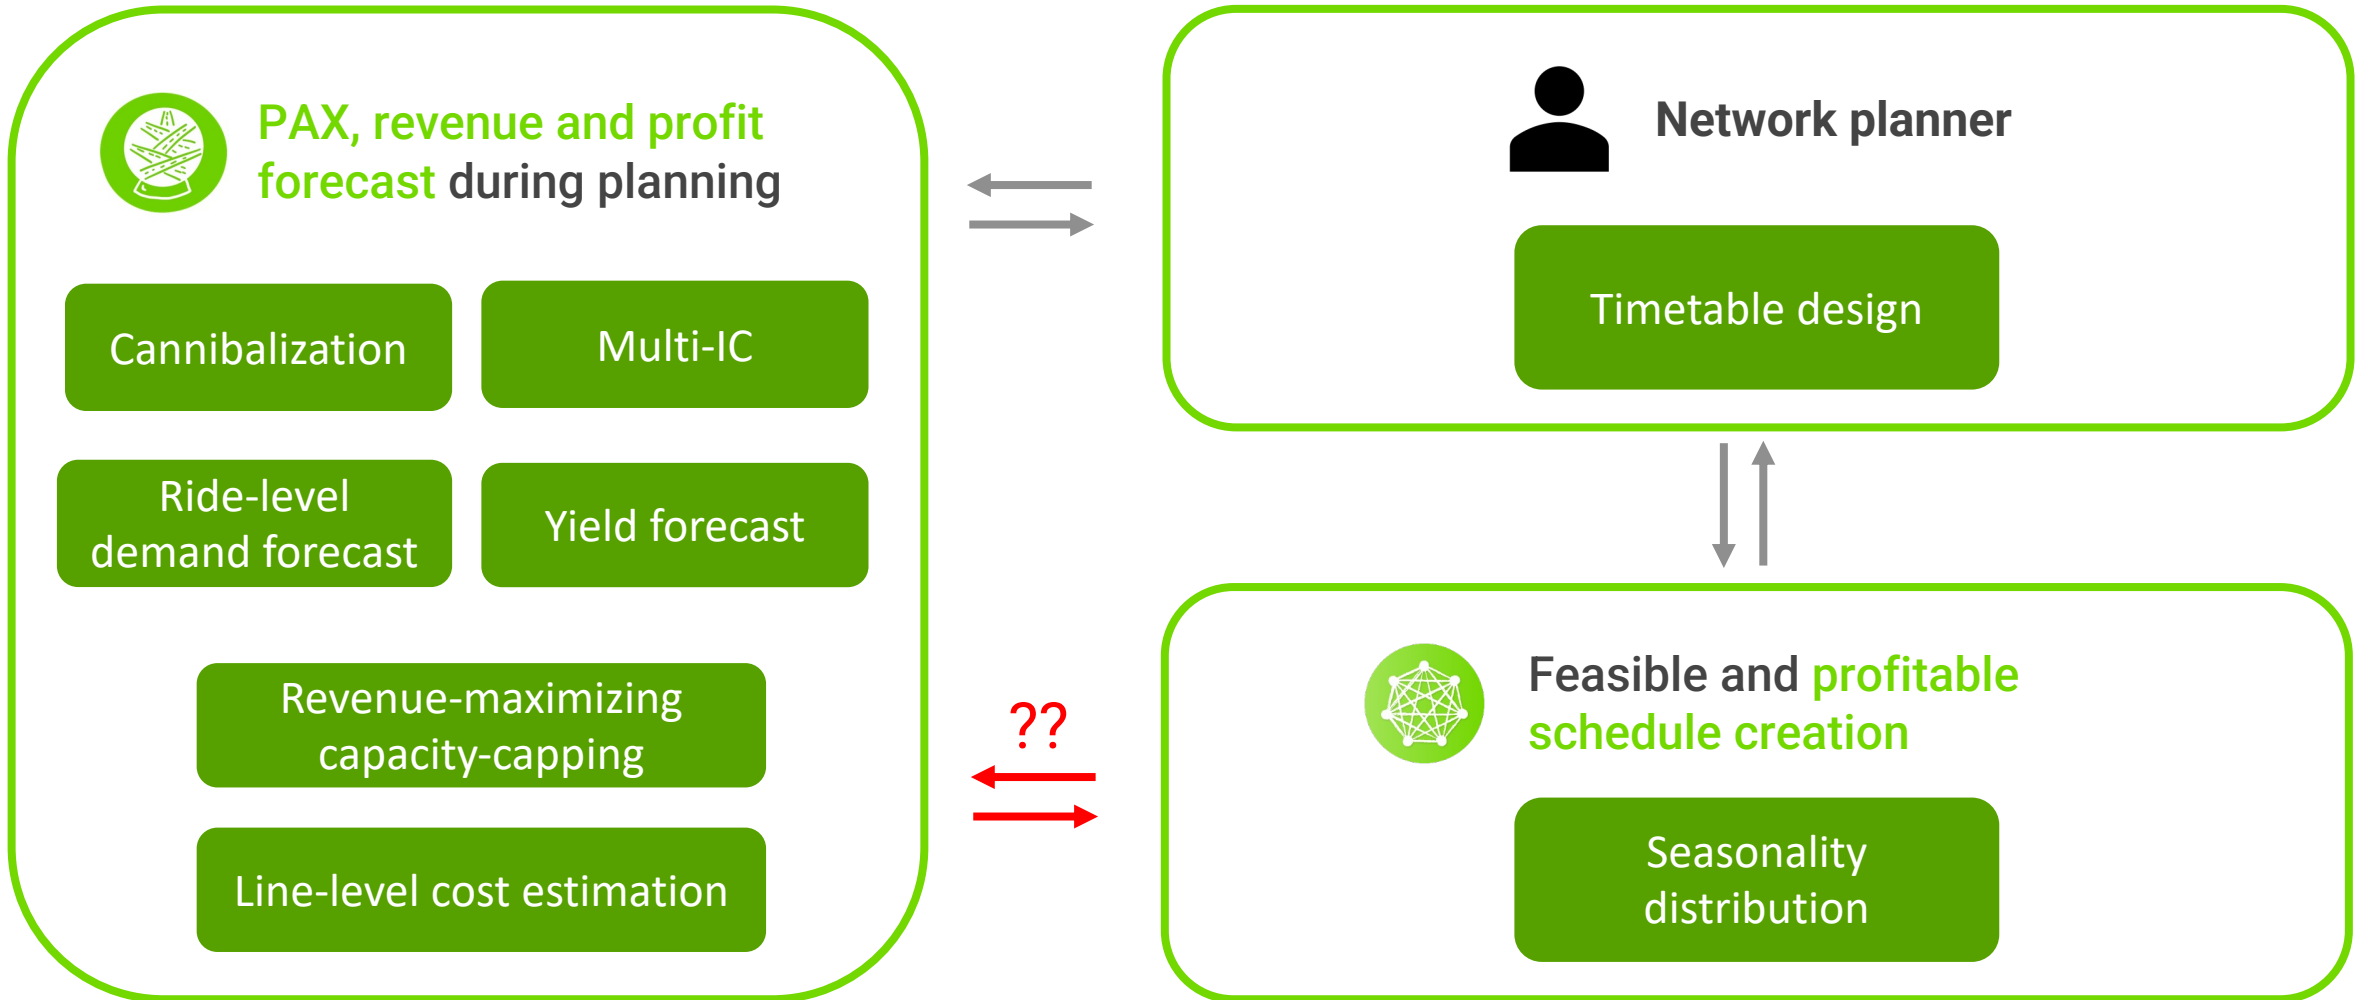 PAX, revenue and profit
forecast during planning
Cannibalization
Multi-IC
Ride-level
demand forecast
Yield forecast
Revenue-maximizing
capacity-capping
Line-level cost estimation
Network planner
Timetable design
??
Feasible and profitable
schedule creation
Seasonality
distribution